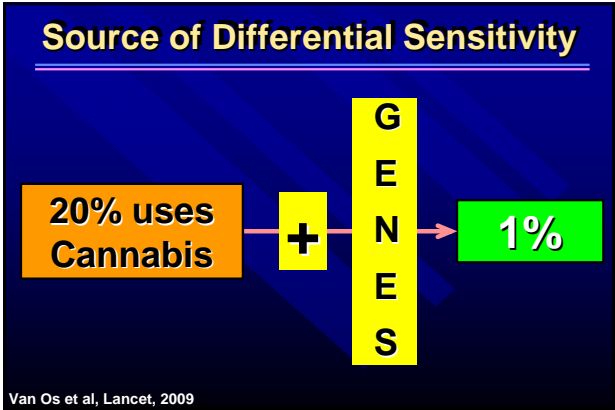 Source of Differential Sensitivity
20% uses
Cannabis
+
G
E
N
E
S
1%
Van Os et al, Lancet, 2009